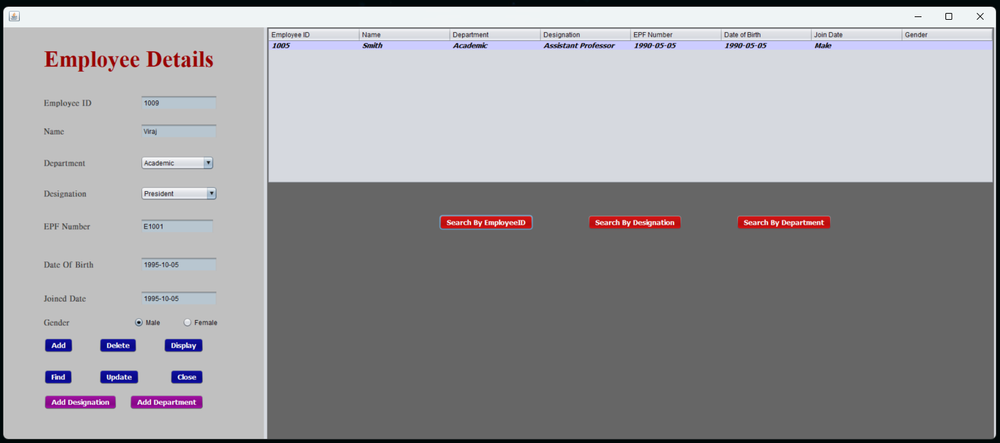 Employee Details
Employee ID 1009
Name Viraj
Department Academic
Designation President
EPF Number E1001
Date Of Birth 1995-10-05
Joined Date 1995-10-05
Gender Male Female
Add Delete Display
Find Update Close
Add Designation Add Department
Employee ID Name Department Designation EPF Number Date of Birth Join Date Gender
1005 Smith Academic Assistant Professor 1990-05-05 1990-05-05 Male
Search By EmployeeID Search By Designation Search By Department